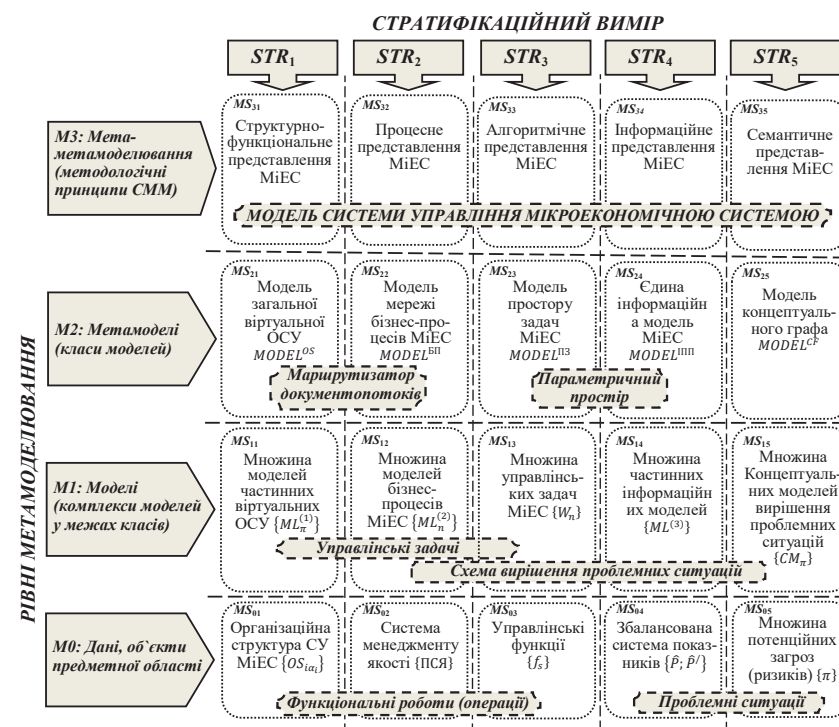 СТРАТИФІКАЦІЙНИЙ ВИМІР
STR₁ STR₂ STR₃ STR₄ STR₅
РІВНІ МЕТАМОДЕЛЮВАННЯ
М3: Мета-
метамоделювання
(методологічні
принципи СММ)
MS₃₁
Структурно-
функціональне
представлення
МіЕС
MS₃₂
Процесне
представлення
МіЕС
MS₃₃
Алгоритмічне
представлення
МіЕС
MS₃₄
Інформаційне
представлення
МіЕС
MS₃₅
Семантичне
представ-
лення МіЕС
МОДЕЛЬ СИСТЕМИ УПРАВЛІННЯ МІКРОЕКОНОМІЧНОЮ СИСТЕМОЮ
М2: Метамоделі
(класи моделей)
MS₂₁
Модель
загальної
віртуальної
ОСУ
MODEL^OS
MS₂₂
Модель
мережі
бізнес-про-
цесів МіЕС
MODEL^БП
MS₂₃
Модель
простору
задач
МіЕС
MODEL^ПЗ
MS₂₄
Єдина
інформаційн
а модель
МіЕС
MODEL^ІПП
MS₂₅
Модель
концептуаль-
ного графа
MODEL^CF
Маршрутизатор
документопотоків
Параметричний
простір
М1: Моделі
(комплекси моделей
у межах класів)
MS₁₁
Множина
моделей
частинних
віртуальних
ОСУ {ML_π^(1)}
MS₁₂
Множина
моделей
бізнес-
процесів
МіЕС {ML_n^(2)}
MS₁₃
Множина
управлінсь-
ких задач
МіЕС {W_n}
MS₁₄
Множина
частинних
інформаційн
их моделей
{ML^(3)}
MS₁₅
Множина
Концептуаль-
них моделей
вирішення
проблемних
ситуацій
{CM_π}
Управлінські задачі
Схема вирішення проблемних ситуацій
М0: Дані, об`єкти
предметної області
MS₀₁
Організаційна
структура СУ
МіЕС {OS_iα_i}
MS₀₂
Система
менеджменту
якості {ПСЯ}
MS₀₃
Управлінські
функції
{f_s}
MS₀₄
Збалансована
система показ-
ників {P̂; P̂^/}
MS₀₅
Множина
потенційних
загроз
(ризиків) {π}
Функціональні роботи (операції)
Проблемні ситуації